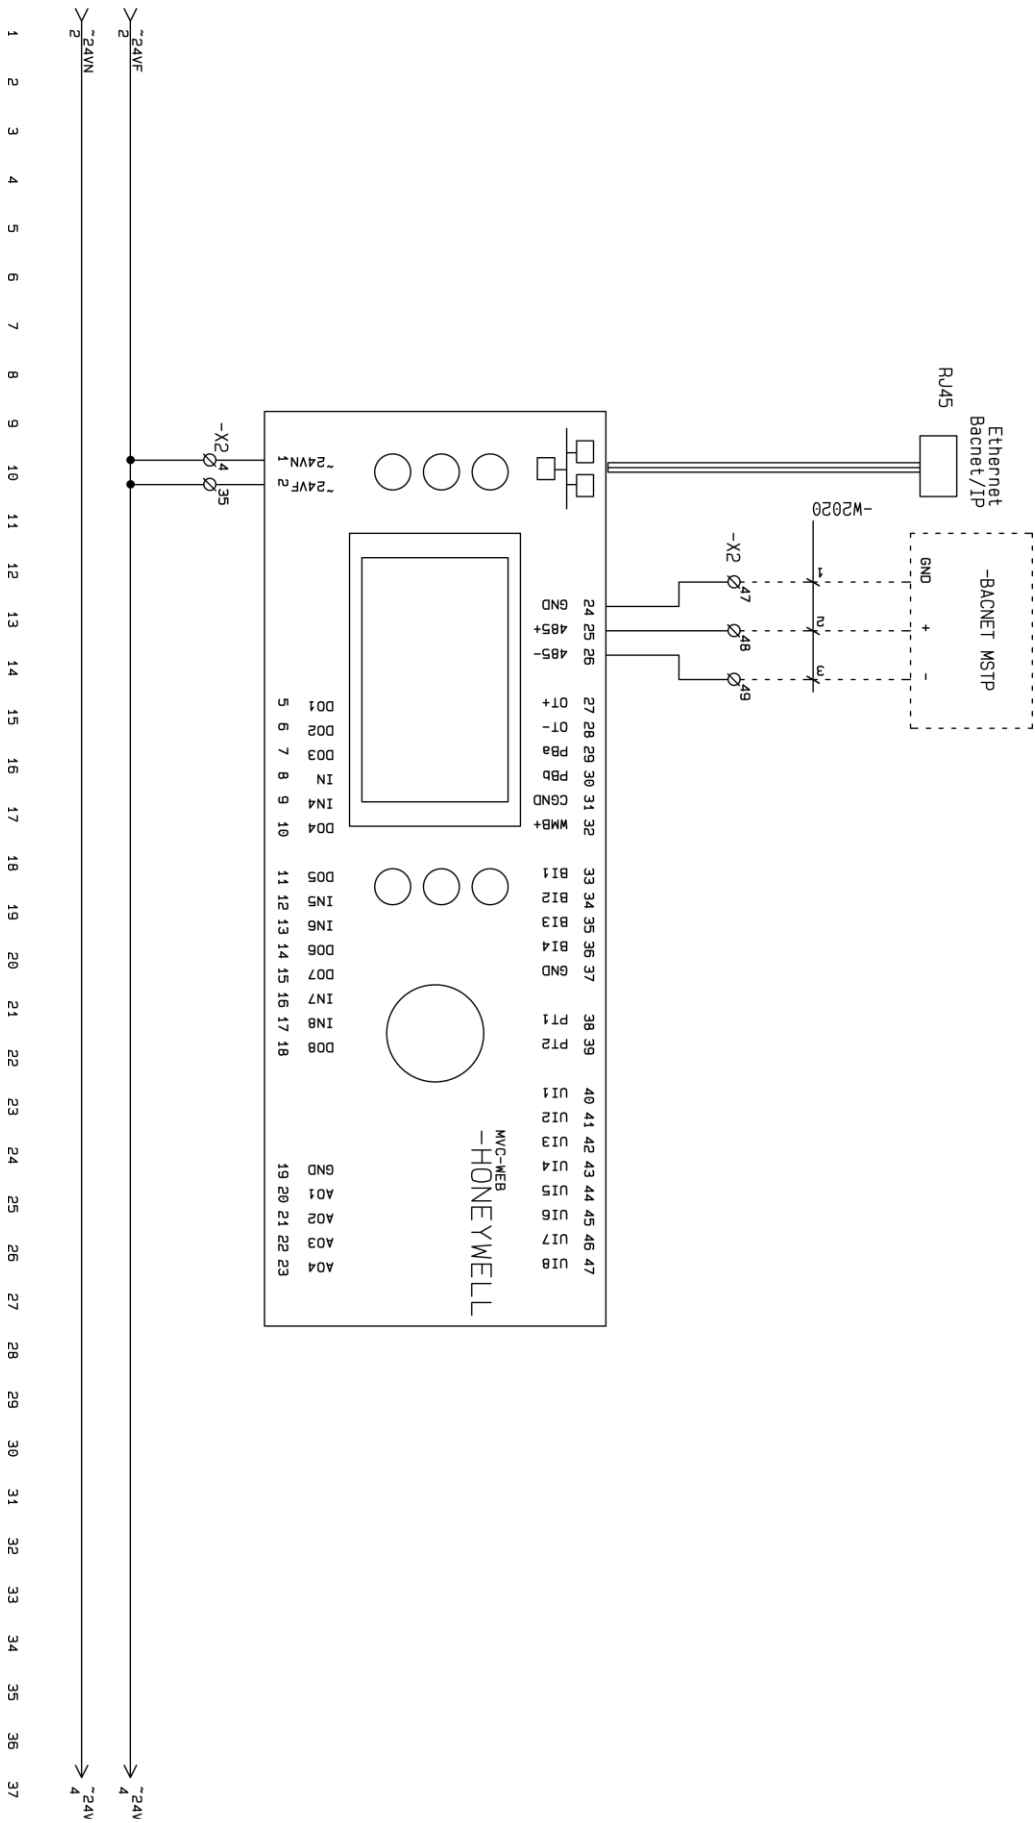 1
2
3
4
5
6
7
8
9
10
11
12
13
14
15
16
17
18
19
20
21
22
23
24
25
26
27
28
29
30
31
32
33
34
35
36
37
~24VN
2
~24VF
2
~24V
4
~24V
4
-X2
4
35
1 ~24VN
2 ~24VF
5 DO1
6 DO2
7 DO3
8 IN
9 IN4
10 DO4
11 DO5
12 IN5
13 IN6
14 DO6
15 DO7
16 IN7
17 IN8
18 DO8
19 GND
20 AO1
21 AO2
22 AO3
23 AO4
MVC-WEB
-HONEYWELL
24 GND
25 485+
26 485-
27 OT+
28 OT-
29 PBa
30 PBb
31 CGND
32 WMB+
33 BI1
34 BI2
35 BI3
36 BI4
37 GND
38 PT1
39 PT2
40 UI1
41 UI2
42 UI3
43 UI4
44 UI5
45 UI6
46 UI7
47 UI8
-X2
47
48
49
-W2020
1
2
3
RJ45
Ethernet
Bacnet/IP
GND
+
-
-BACNET MSTP